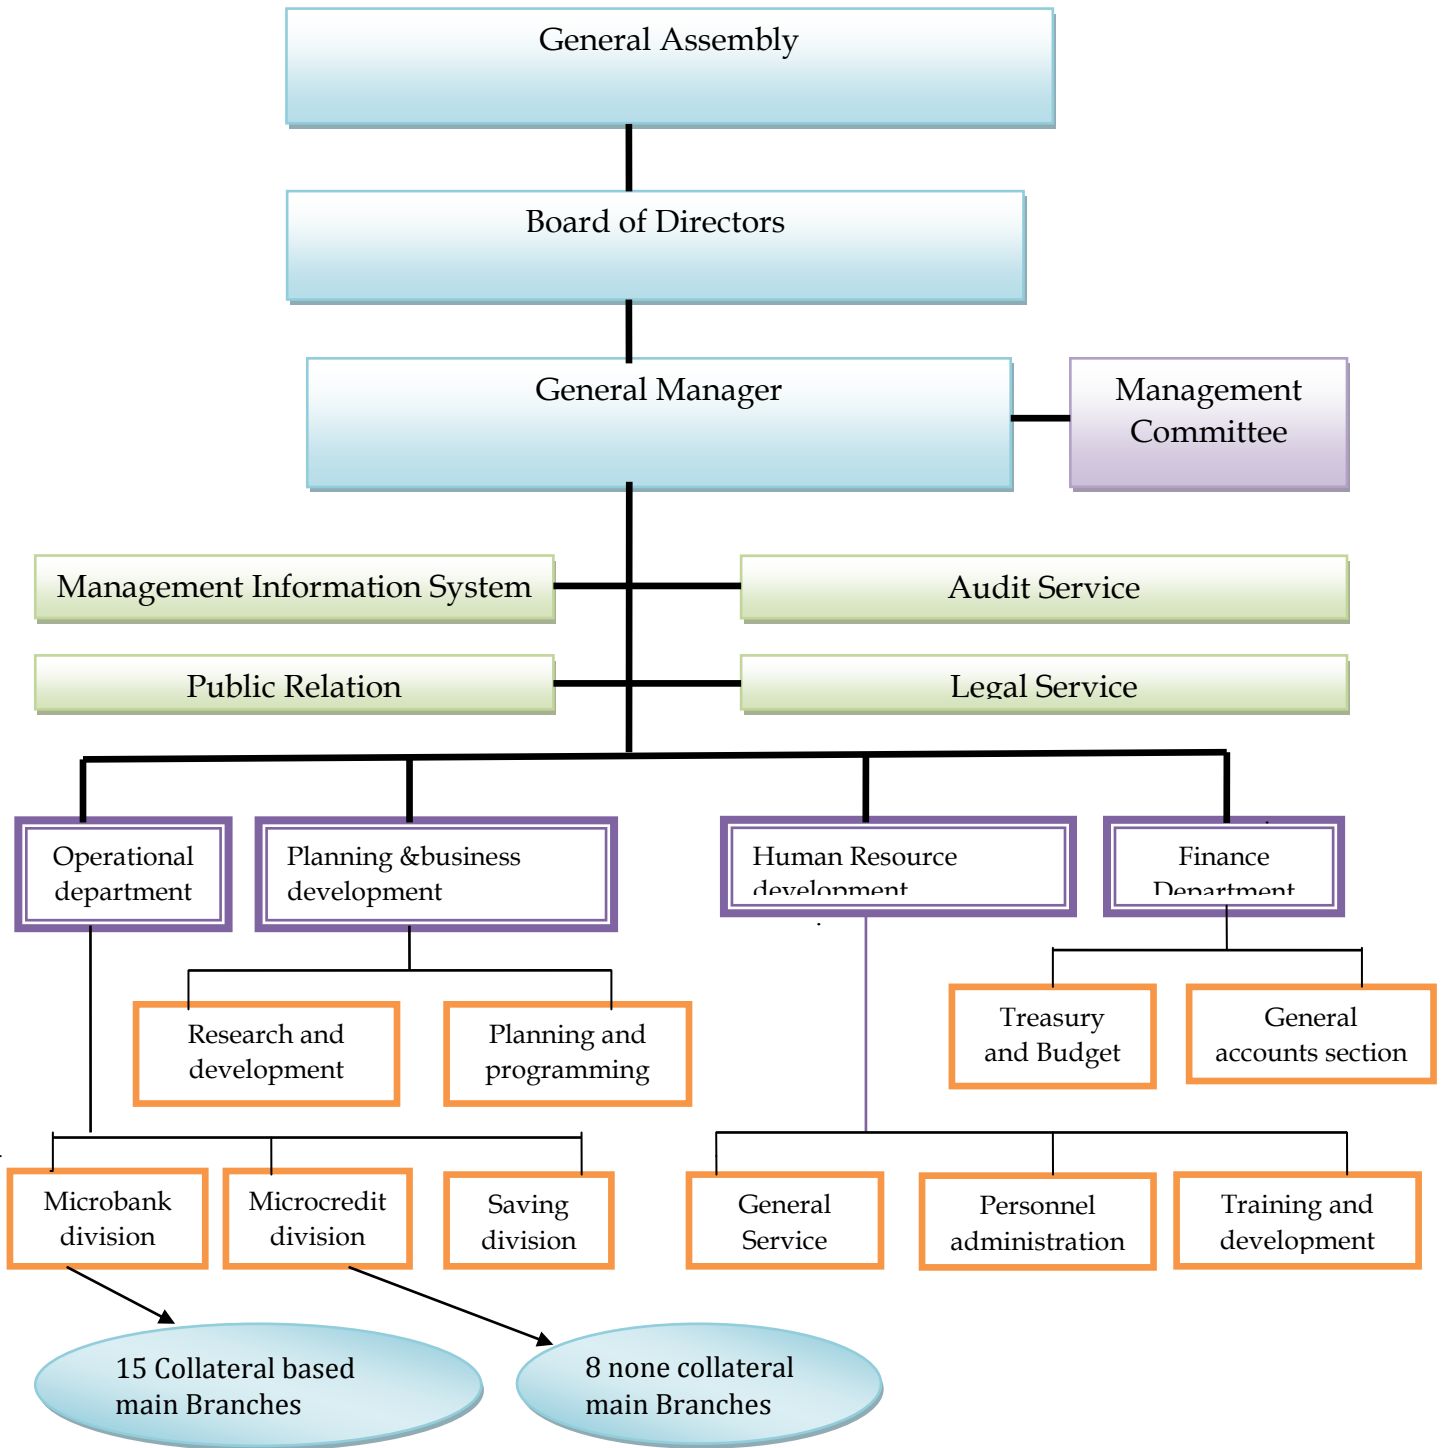 General Assembly
Board of Directors
General Manager
Management
Committee
Management Information System
Audit Service
Public Relation
Legal Service
Operational
department
Planning &business
development
Human Resource
development
Finance
Department
Research and
development
Planning and
programming
Treasury
and Budget
General
accounts section
Microbank
division
Microcredit
division
Saving
division
General
Service
Personnel
administration
Training and
development
15 Collateral based
main Branches
8 none collateral
main Branches